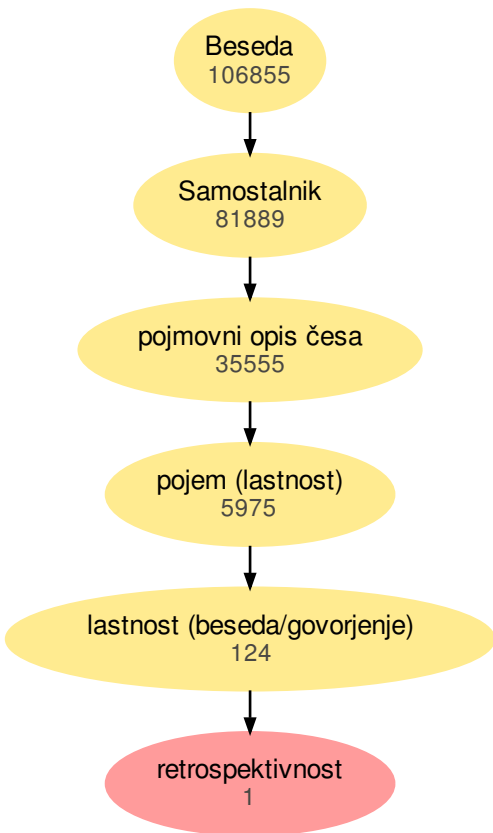 Beseda
106855
Samostalnik
81889
pojmovni opis česa
35555
pojem (lastnost)
5975
lastnost (beseda/govorjenje)
124
retrospektivnost
1